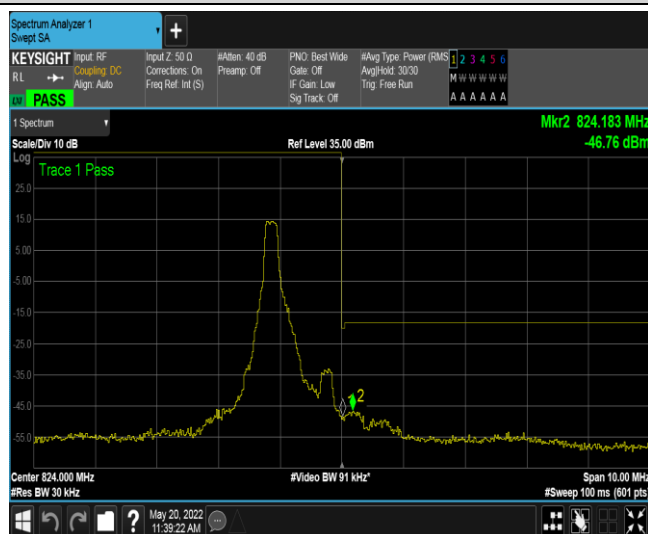 Spectrum Analyzer 1
Swept SA
+
KEYSIGHT
RL
LXI PASS
Input: RF
Coupling: DC
Align: Auto
Input Z: 50 Ω
Corrections: On
Freq Ref: Int (S)
#Atten: 40 dB
Preamp: Off
PNO: Best Wide
Gate: Off
IF Gain: Low
Sig Track: Off
#Avg Type: Power (RMS
Avg|Hold: 30/30
Trig: Free Run
1 2 3 4 5 6
M W W W W W
A A A A A A
1 Spectrum
Mkr2 824.183 MHz
Scale/Div 10 dB
Ref Level 35.00 dBm
-46.76 dBm
Log
Trace 1 Pass
25.0
15.0
5.00
-5.00
-15.0
-25.0
-35.0
-45.0
-55.0
2
Center 824.000 MHz
#Video BW 91 kHz*
Span 10.00 MHz
#Res BW 30 kHz
#Sweep 100 ms (601 pts)
?
May 20, 2022
11:39:22 AM